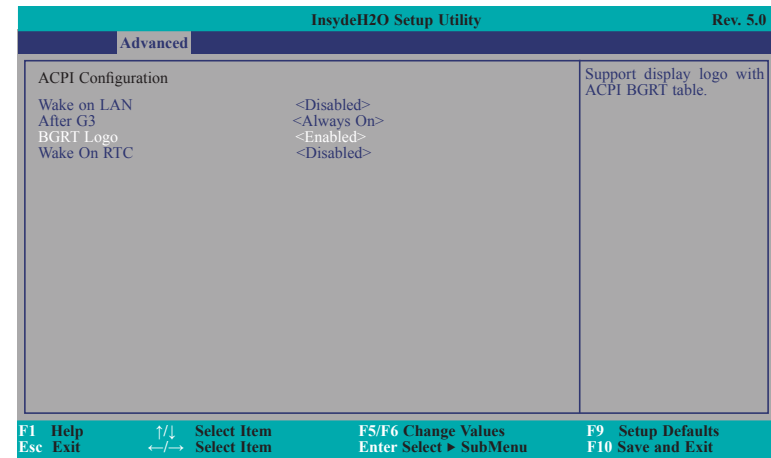 InsydeH2O Setup Utility Rev. 5.0
Advanced
ACPI Configuration
Wake on LAN <Disabled>
After G3 <Always On>
BGRT Logo <Enabled>
Wake On RTC <Disabled>
Support display logo with
ACPI BGRT table.
F1 Help ↑/↓ Select Item F5/F6 Change Values F9 Setup Defaults
Esc Exit ←/→ Select Item Enter Select ▶ SubMenu F10 Save and Exit